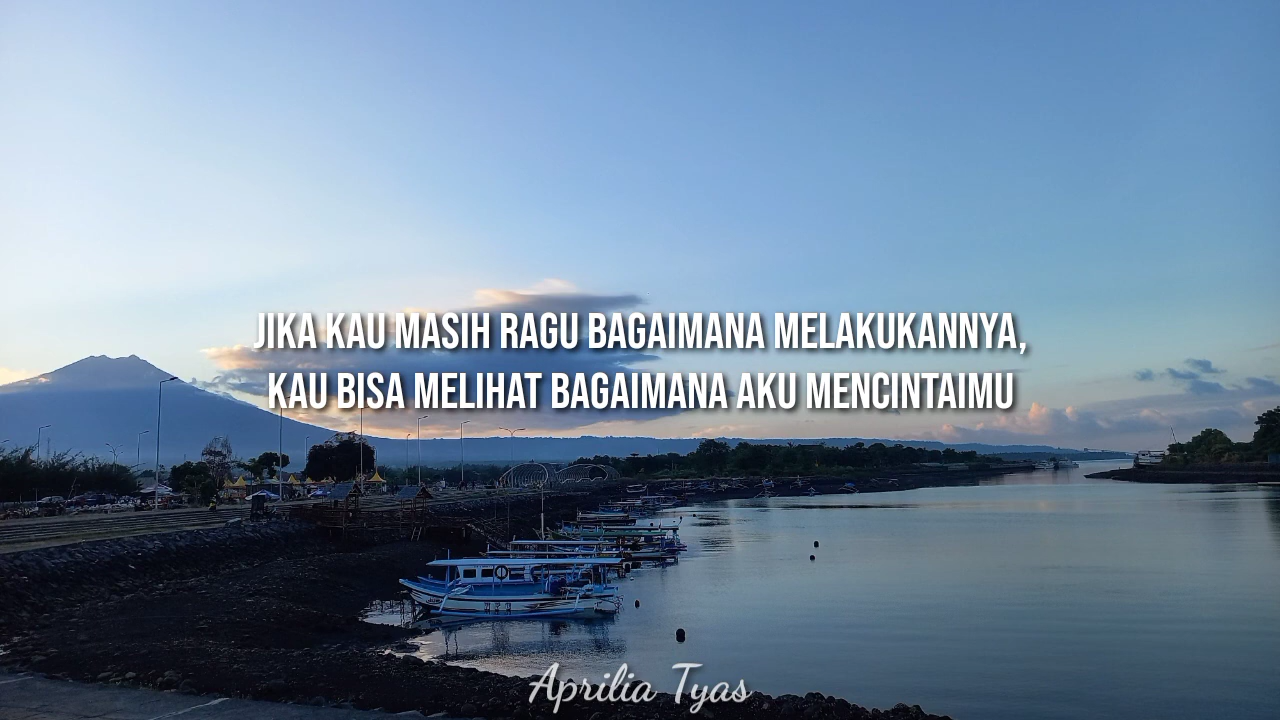 JIKA KAU MASIH RAGU BAGAIMANA MELAKUKANNYA,
KAU BISA MELIHAT BAGAIMANA AKU MENCINTAIMU
Aprilia Tyas